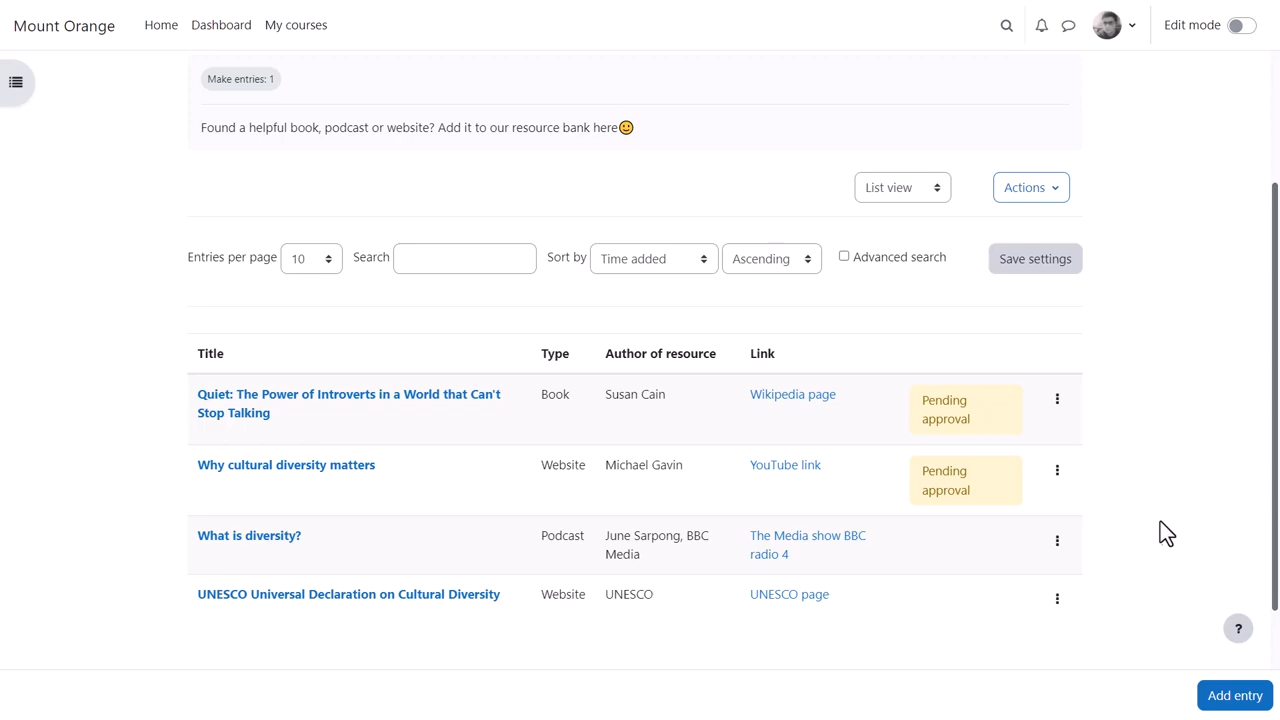 Mount Orange Home Dashboard My courses Edit mode
Make entries: 1
Found a helpful book, podcast or website? Add it to our resource bank here🙂
List view Actions
Entries per page 10 Search Sort by Time added Ascending Advanced search Save settings
Title Type Author of resource Link
Quiet: The Power of Introverts in a World that Can't
Stop Talking
Book
Susan Cain
Wikipedia page
Pending
approval
Why cultural diversity matters
Website
Michael Gavin
YouTube link
Pending
approval
What is diversity?
Podcast
June Sarpong, BBC
Media
The Media show BBC
radio 4
UNESCO Universal Declaration on Cultural Diversity
Website
UNESCO
UNESCO page
?
Add entry